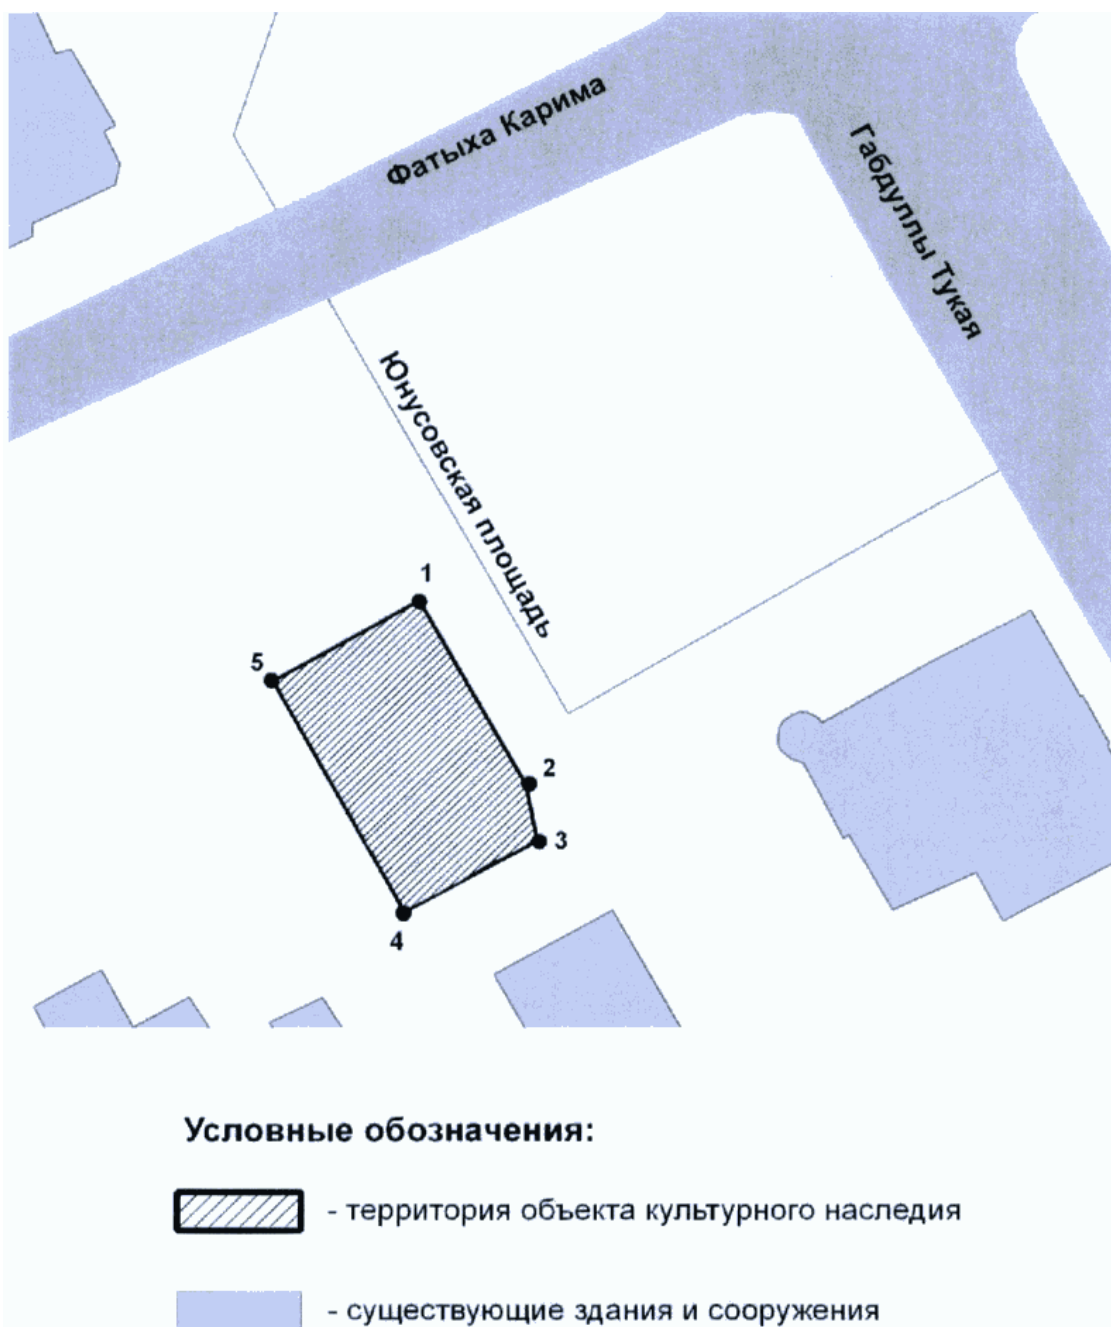 Фатыха Карима
Габдуллы Тукая
Юнусовская площадь
1
5
2
3
4
Условные обозначения:
- территория объекта культурного наследия
- существующие здания и сооружения